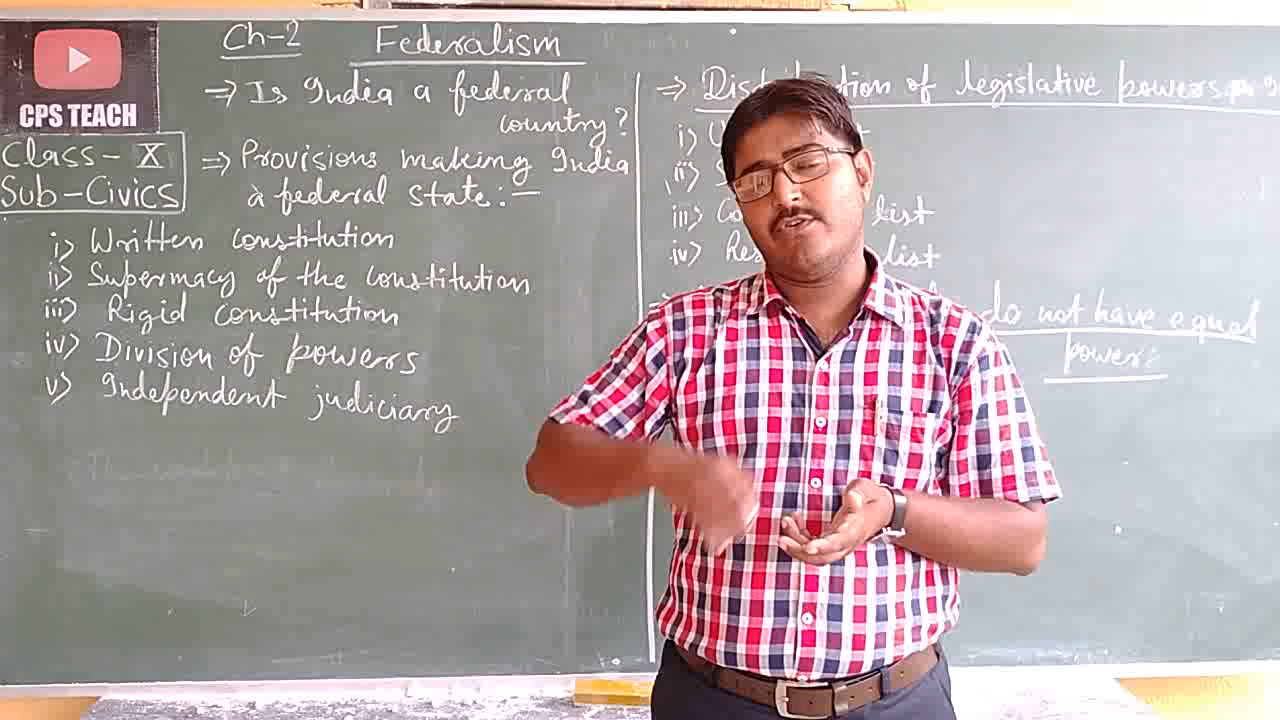 CPS TEACH
Class - X
Sub - Civics
Ch-2 Federalism
⇒ Is India a federal
country?
⇒ Provisions making India
a federal state: —
i) Written constitution
ii) Supermacy of the constitution
iii) Rigid constitution
iv) Division of powers
v) Independent judiciary
⇒ of legislative powers
i)
ii)
iii) list
iv) list
do not have equal
powers